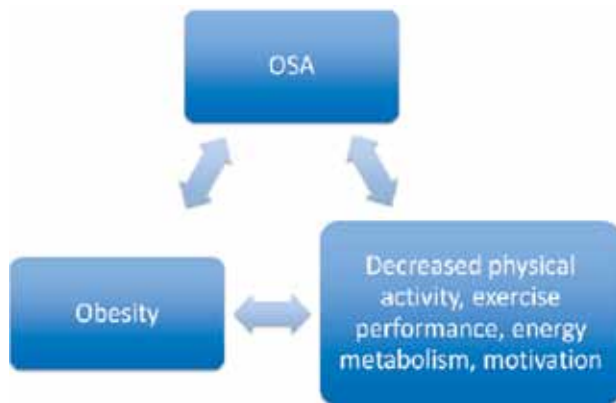 OSA
Obesity
Decreased physical
activity, exercise
performance, energy
metabolism, motivation